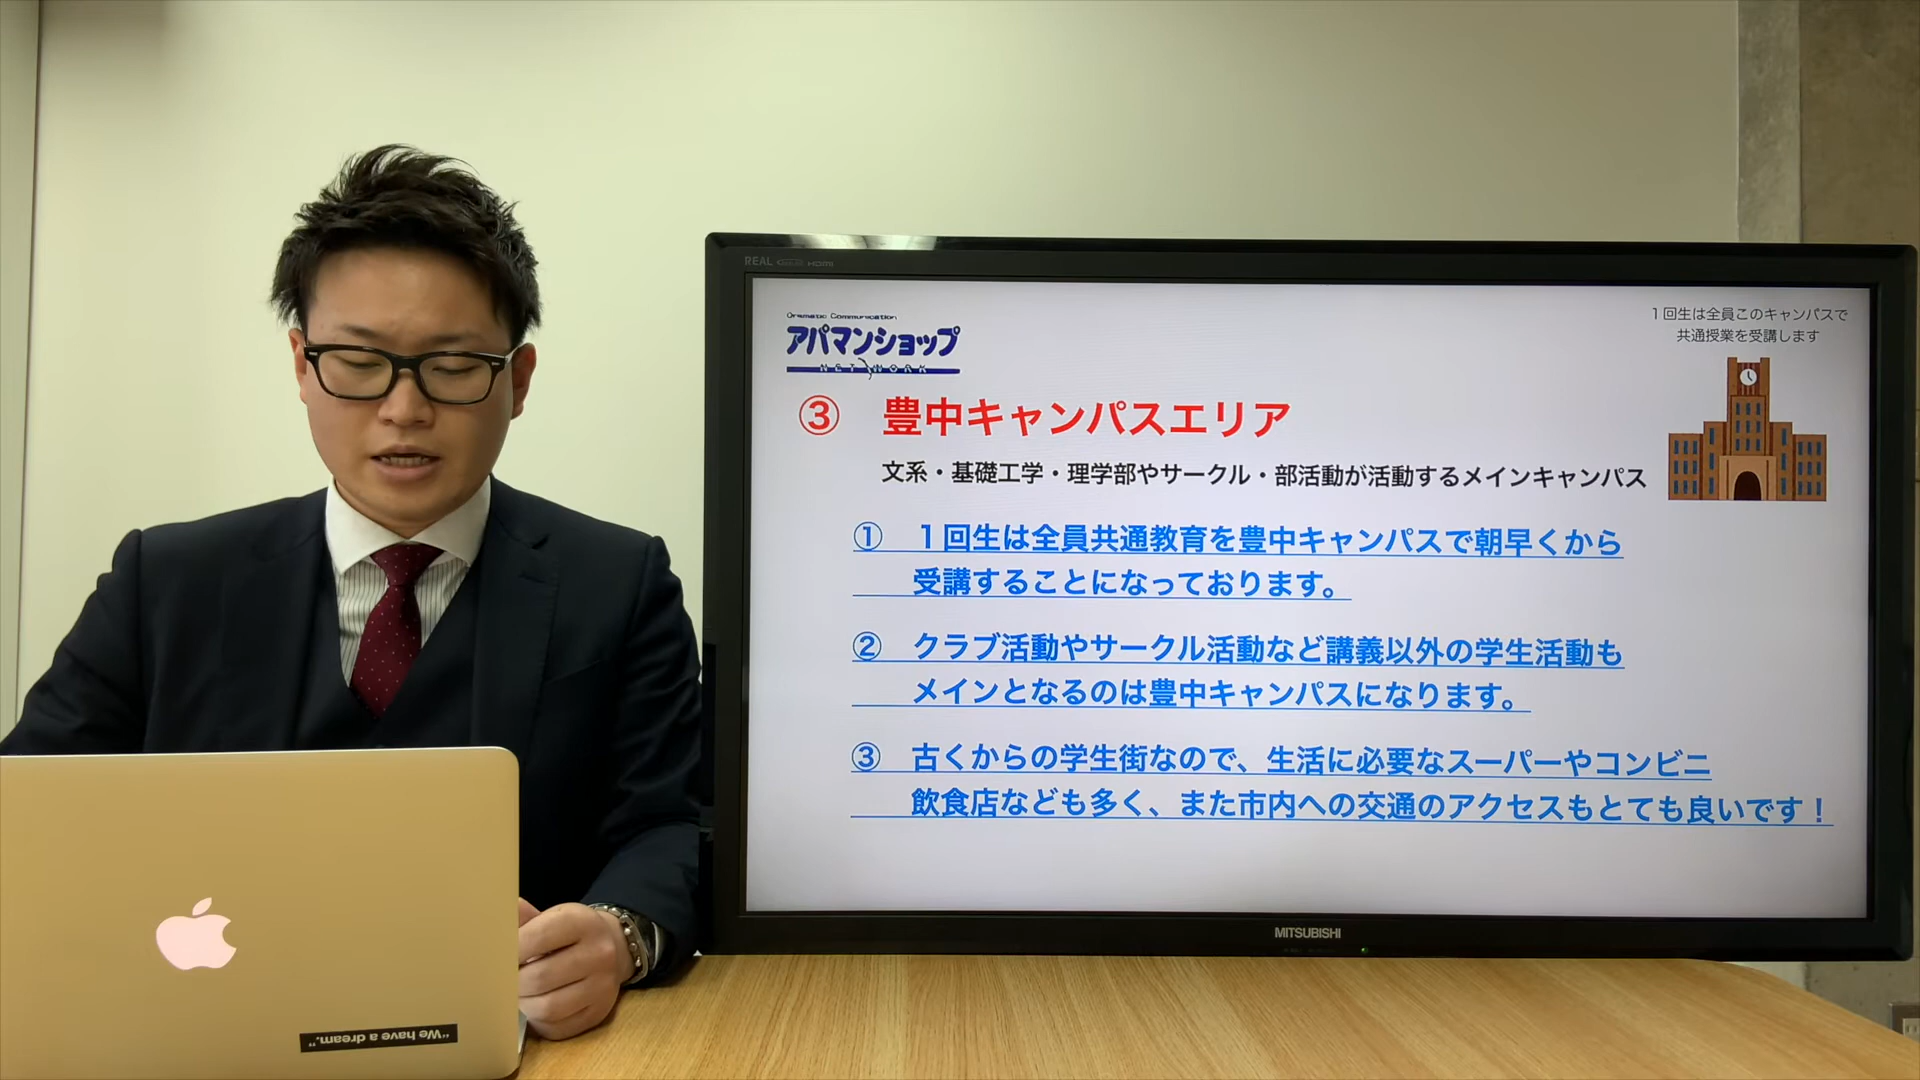 REAL
HDMI
Dramatic Communication
アパマンショップ
NETWORK
1回生は全員このキャンパスで
共通授業を受講します
③ 豊中キャンパスエリア
文系・基礎工学・理学部やサークル・部活動が活動するメインキャンパス
① 1回生は全員共通教育を豊中キャンパスで朝早くから
受講することになっております。
② クラブ活動やサークル活動など講義以外の学生活動も
メインとなるのは豊中キャンパスになります。
③ 古くからの学生街なので、生活に必要なスーパーやコンビニ
飲食店なども多く、また市内への交通のアクセスもとても良いです！
MITSUBISHI
"We have a dream."